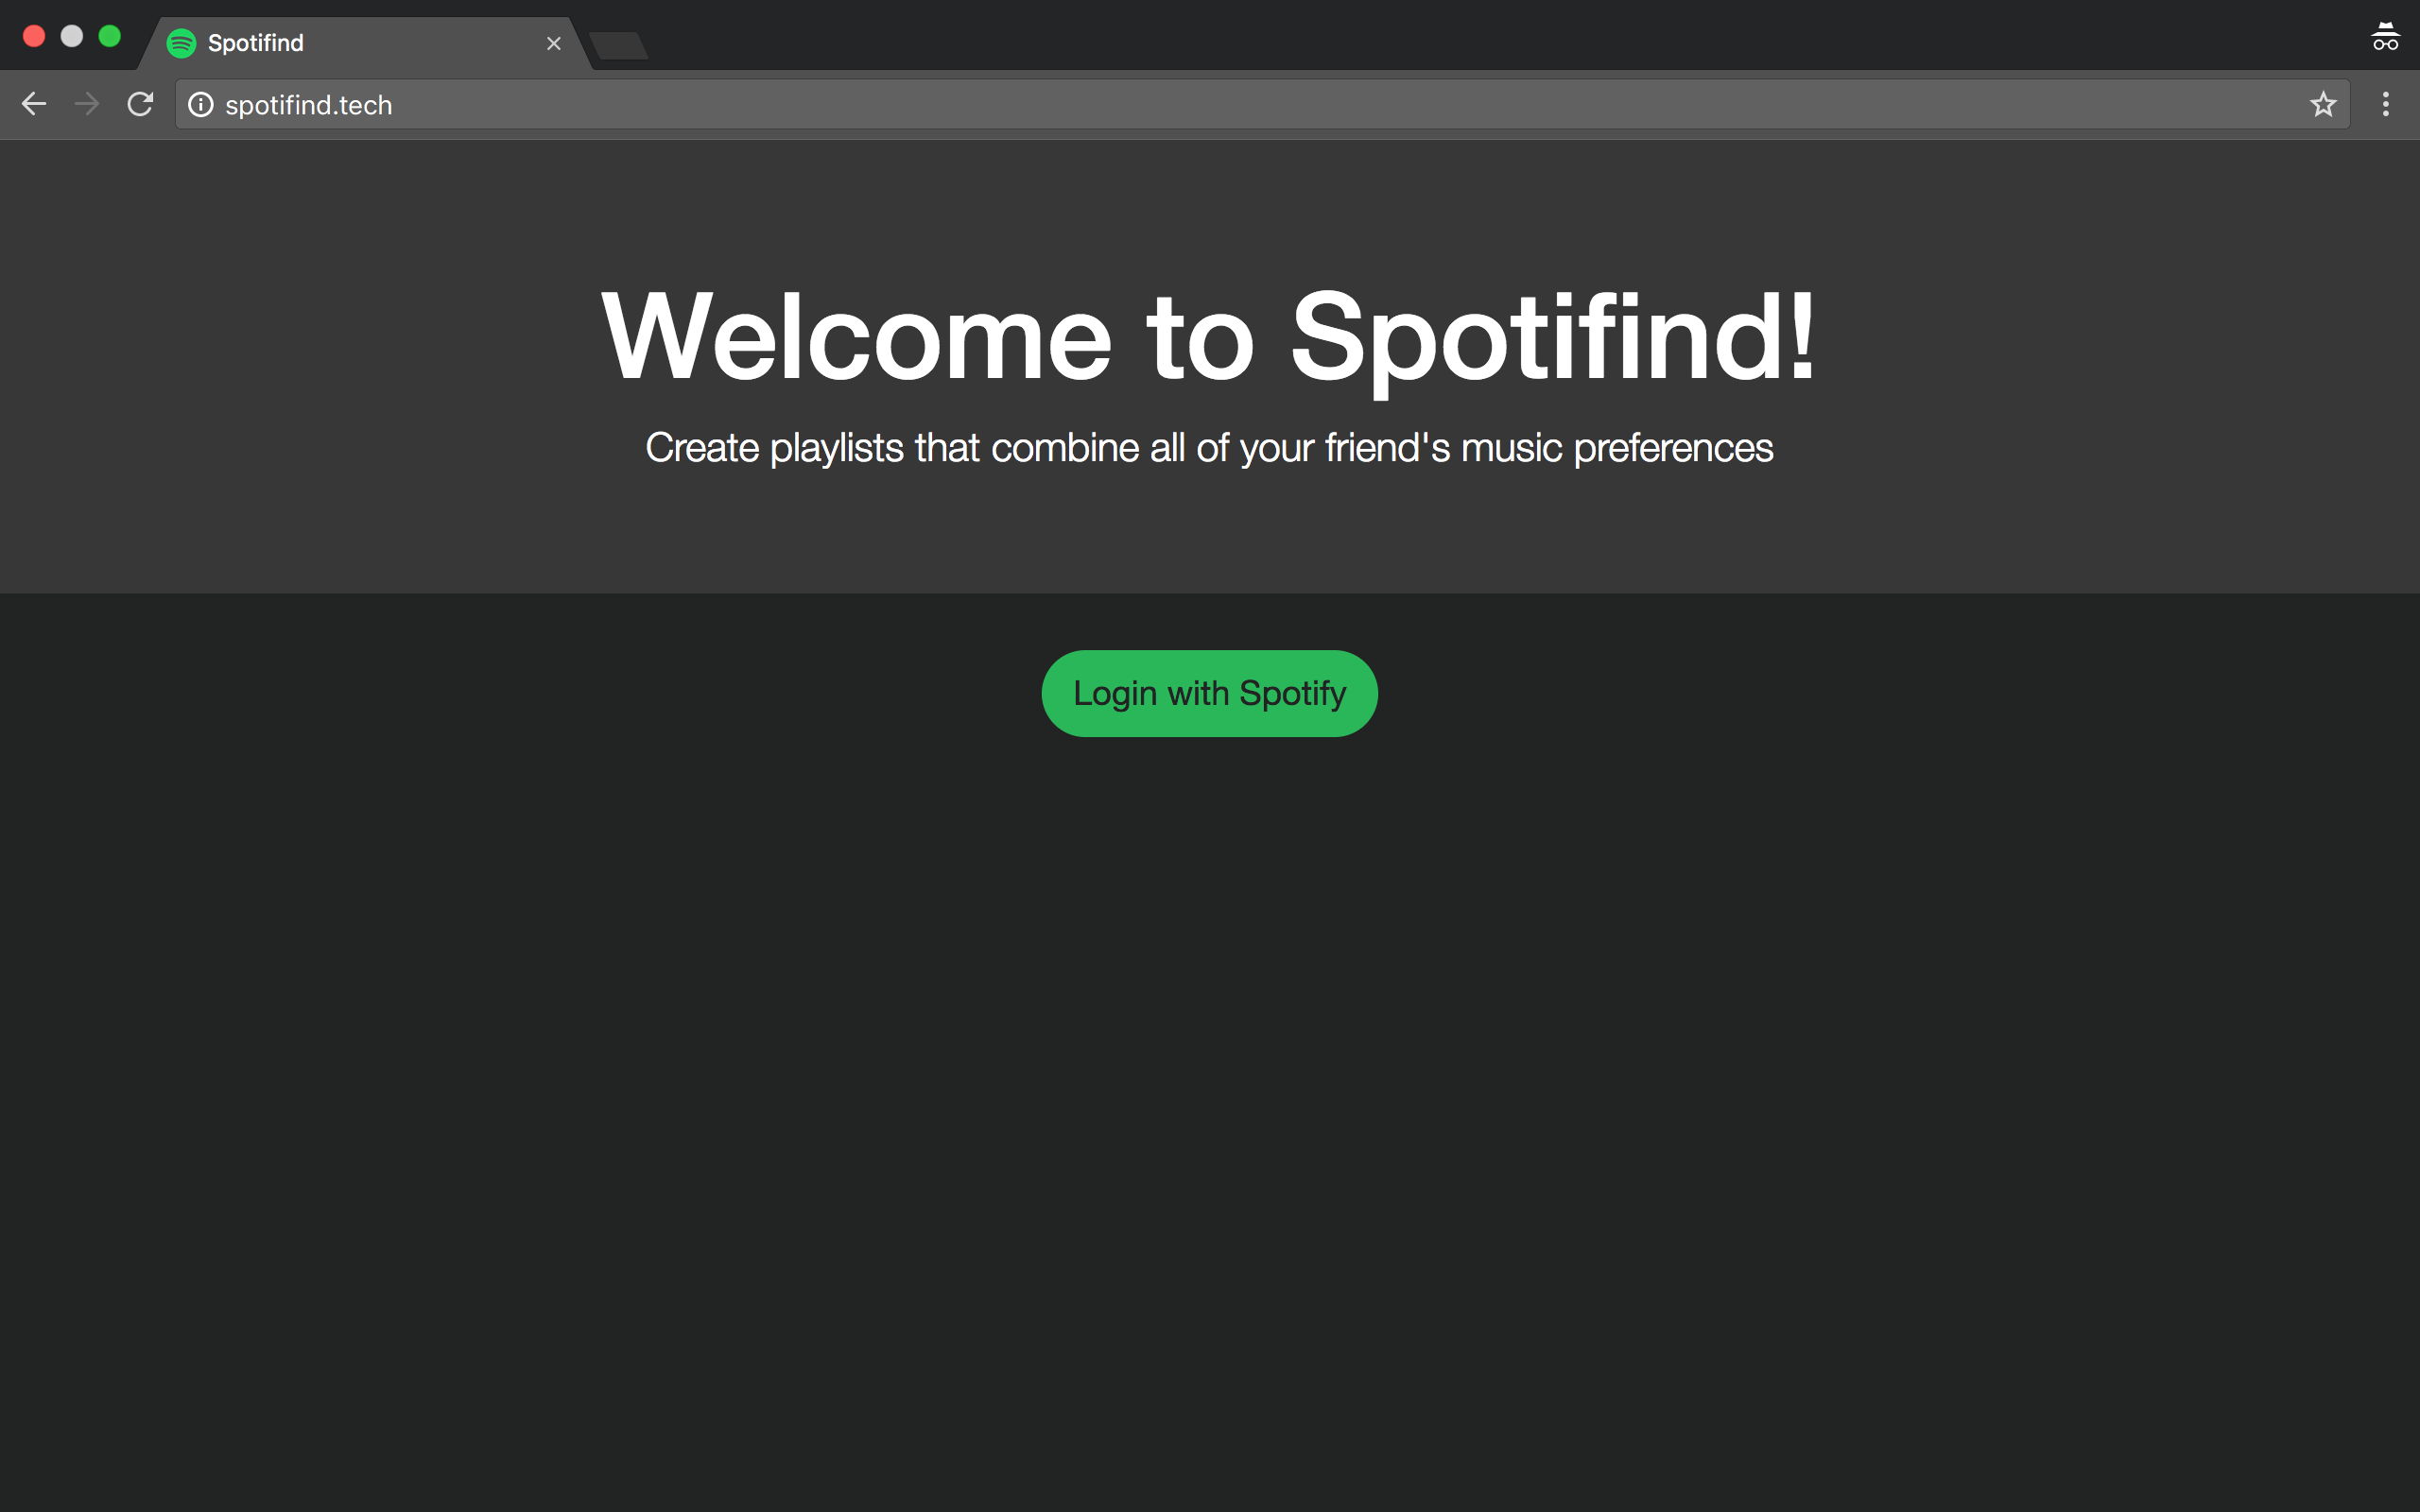 Spotifind
spotifind.tech
Welcome to Spotifind!
Create playlists that combine all of your friend's music preferences
Login with Spotify